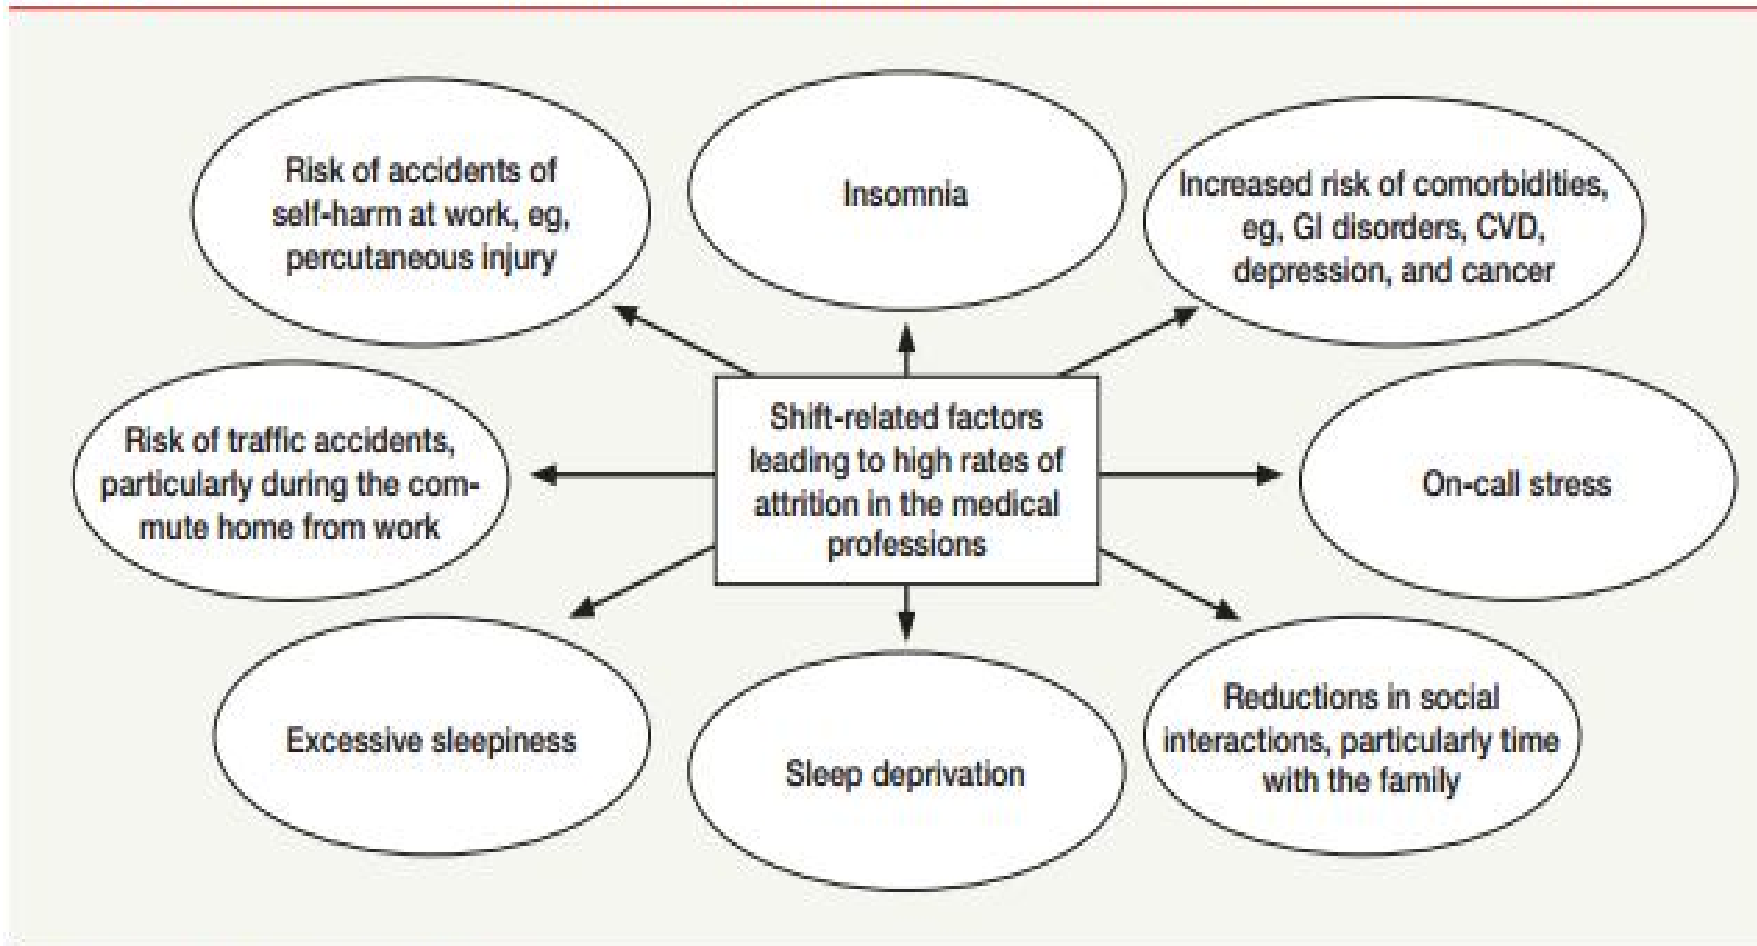 Risk of accidents of
self-harm at work, eg,
percutaneous injury
Insomnia
Increased risk of comorbidities,
eg, GI disorders, CVD,
depression, and cancer
Risk of traffic accidents,
particularly during the com-
mute home from work
Shift-related factors
leading to high rates of
attrition in the medical
professions
On-call stress
Excessive sleepiness
Sleep deprivation
Reductions in social
interactions, particularly time
with the family